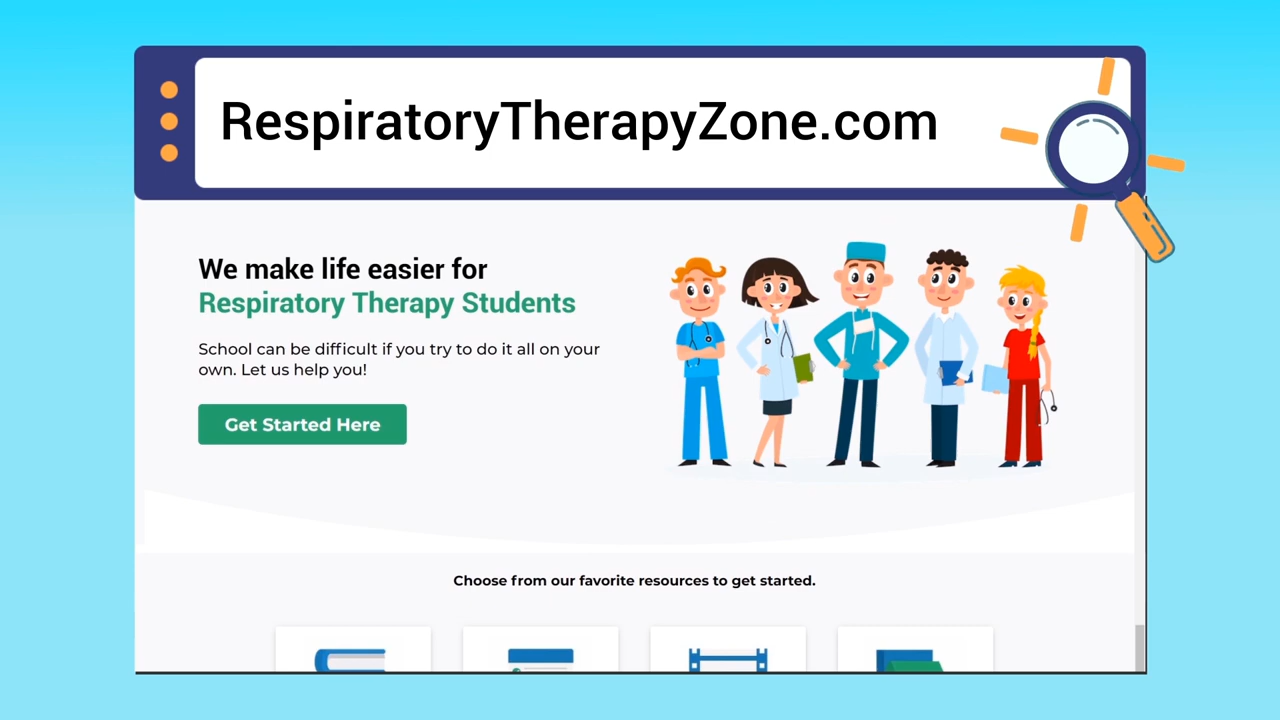 RespiratoryTherapyZone.com
We make life easier for
Respiratory Therapy Students
School can be difficult if you try to do it all on your
own. Let us help you!
Get Started Here
Choose from our favorite resources to get started.